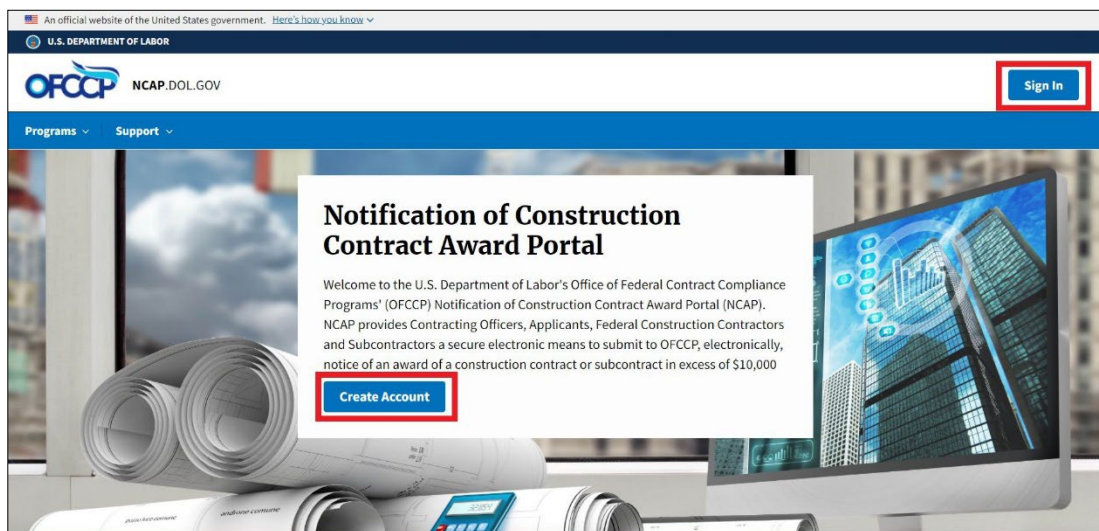 An official website of the United States government. Here's how you know
U.S. DEPARTMENT OF LABOR
OFCCP NCAP.DOL.GOV
Sign In
Programs Support
Notification of Construction
Contract Award Portal
Welcome to the U.S. Department of Labor's Office of Federal Contract Compliance
Programs' (OFCCP) Notification of Construction Contract Award Portal (NCAP).
NCAP provides Contracting Officers, Applicants, Federal Construction Contractors
and Subcontractors a secure electronic means to submit to OFCCP, electronically,
notice of an award of a construction contract or subcontract in excess of $10,000
Create Account
androne comune